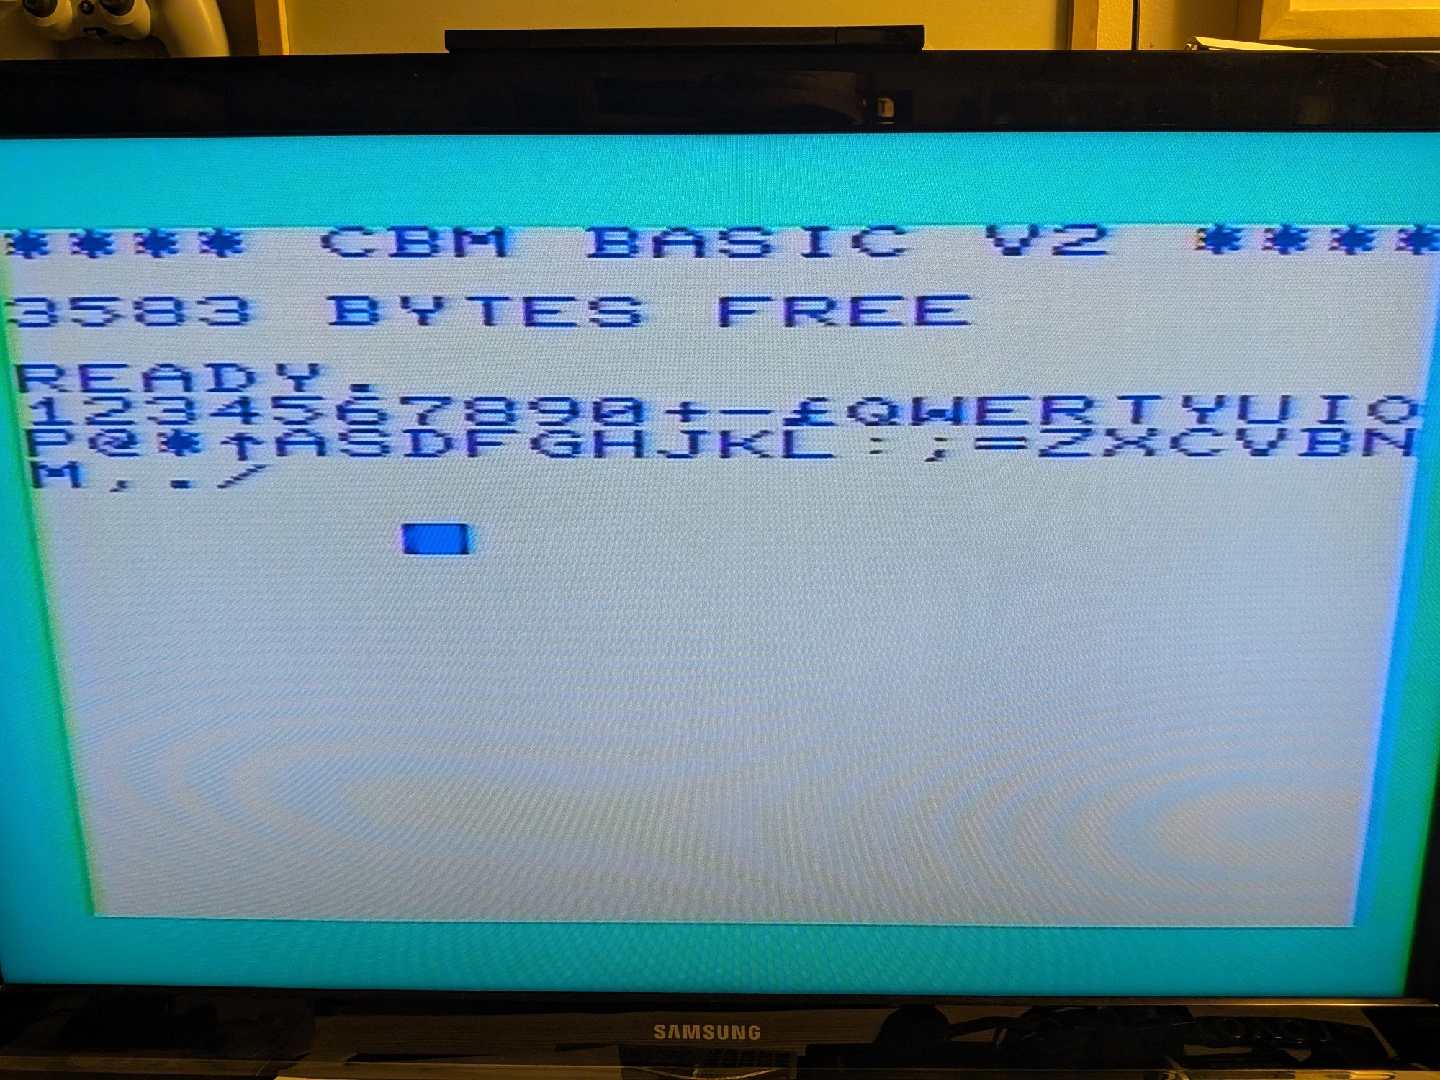 **** CBM BASIC V2 ****
3583 BYTES FREE
READY.
1234567890+-£QWERTYUIO
P@*↑ASDFGHJKL:;=ZXCVBN
M,./
SAMSUNG